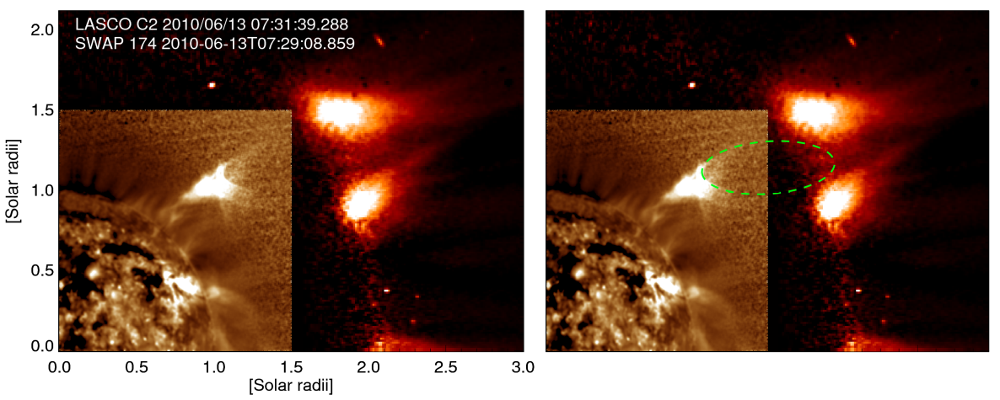 LASCO C2 2010/06/13 07:31:39.288
SWAP 174 2010-06-13T07:29:08.859
2.0
1.5
1.0
0.5
0.0
[Solar radii]
0.0 0.5 1.0 1.5 2.0 2.5 3.0
[Solar radii]